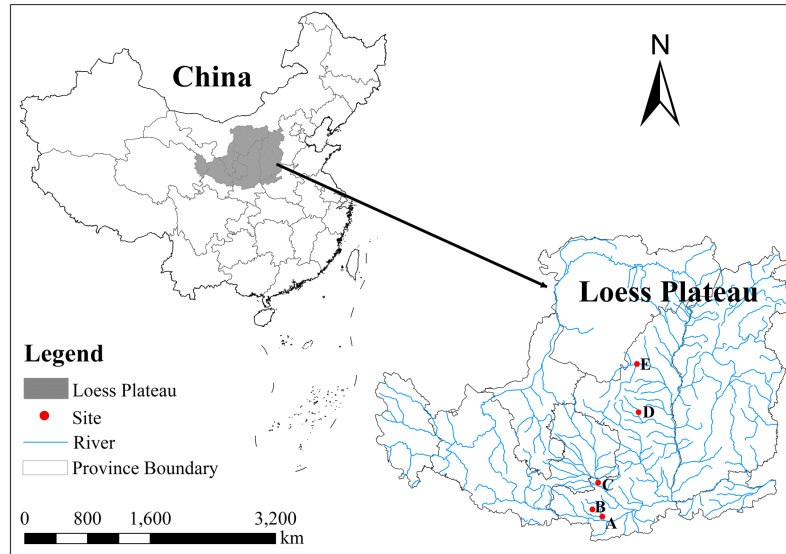 China
N
Loess Plateau
E
D
C
B
A
Legend
Loess Plateau
Site
River
Province Boundary
0 800 1,600 3,200
km